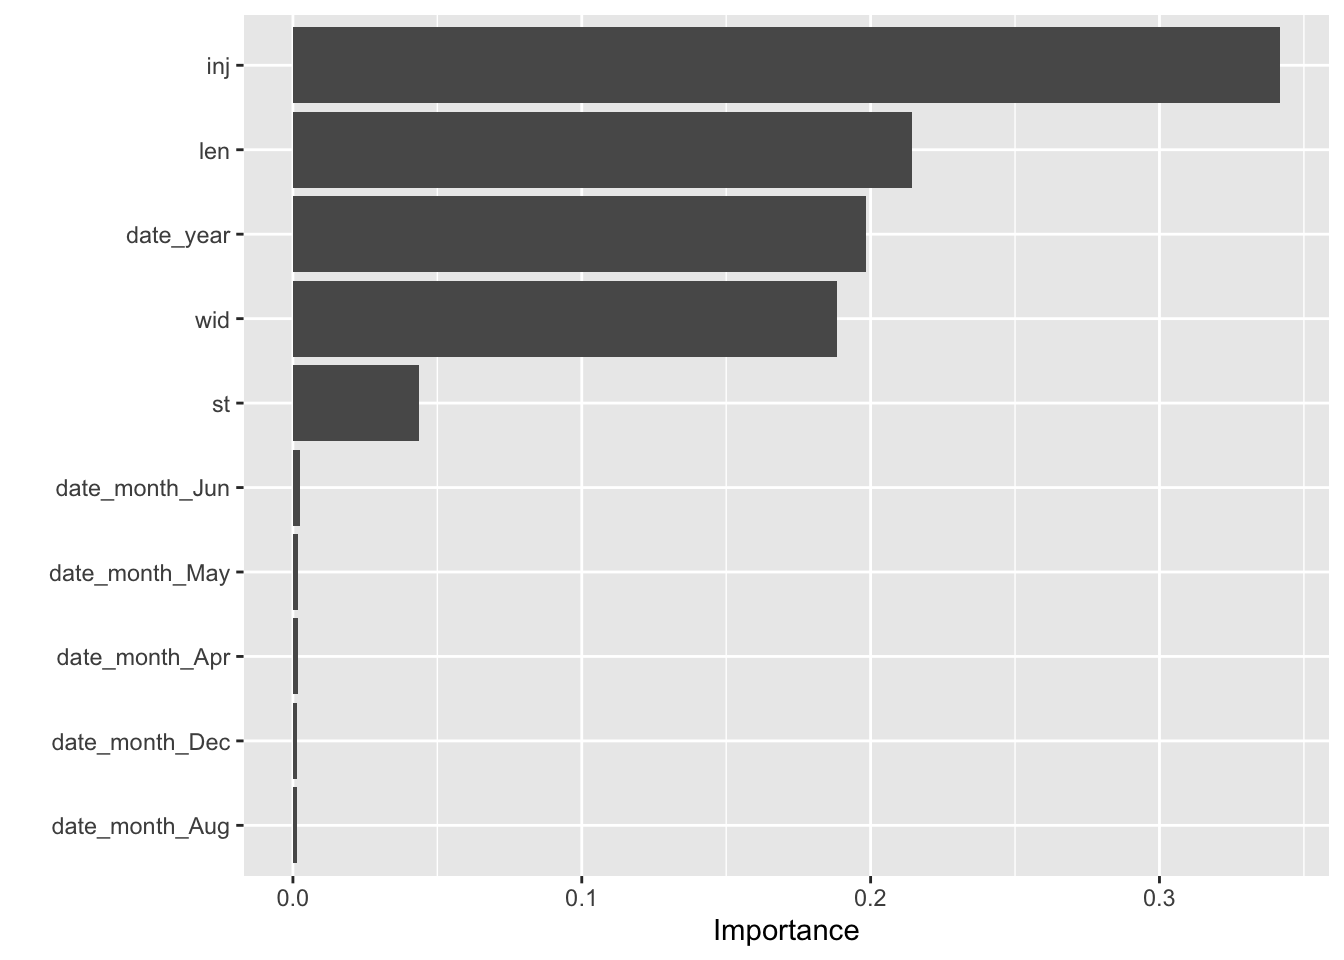 inj
len
date_year
wid
st
date_month_Jun
date_month_May
date_month_Apr
date_month_Dec
date_month_Aug
0.0 0.1 0.2 0.3
Importance